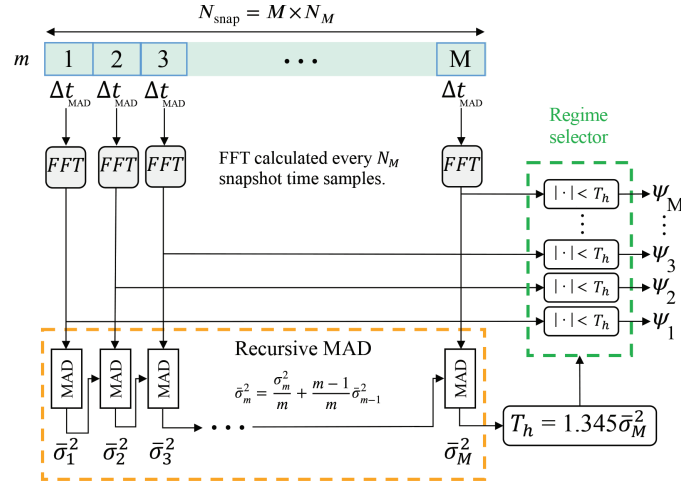 N_snap = M × N_M
m 1 2 3 • • • M
Δt_MAD Δt_MAD Δt_MAD Δt_MAD
Regime
selector
FFT FFT FFT FFT
FFT calculated every N_M
snapshot time samples.
| · | < T_h ψ_M
⋮ ⋮
| · | < T_h ψ_3
| · | < T_h ψ_2
| · | < T_h ψ_1
Recursive MAD
MAD MAD MAD MAD
σ̄²_m = σ²_m/m + (m − 1)/m σ̄²_{m−1}
• • •
T_h = 1.345σ̄²_M
σ̄²_1 σ̄²_2 σ̄²_3 σ̄²_M